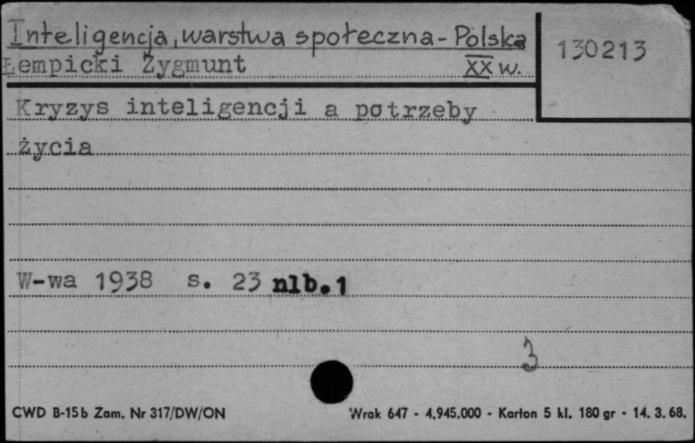 Inteligencja, warstwa społeczna - Polska
XX w.
130213
Łempicki Zygmunt
Kryzys inteligencji a potrzeby
życia
W-wa 1938 s. 23 nlb.1
3
CWD B-15b Zam. Nr 317/DW/ON
Wrak 647 - 4,945.000 - Karton 5 kl. 180 gr - 14. 3. 68.